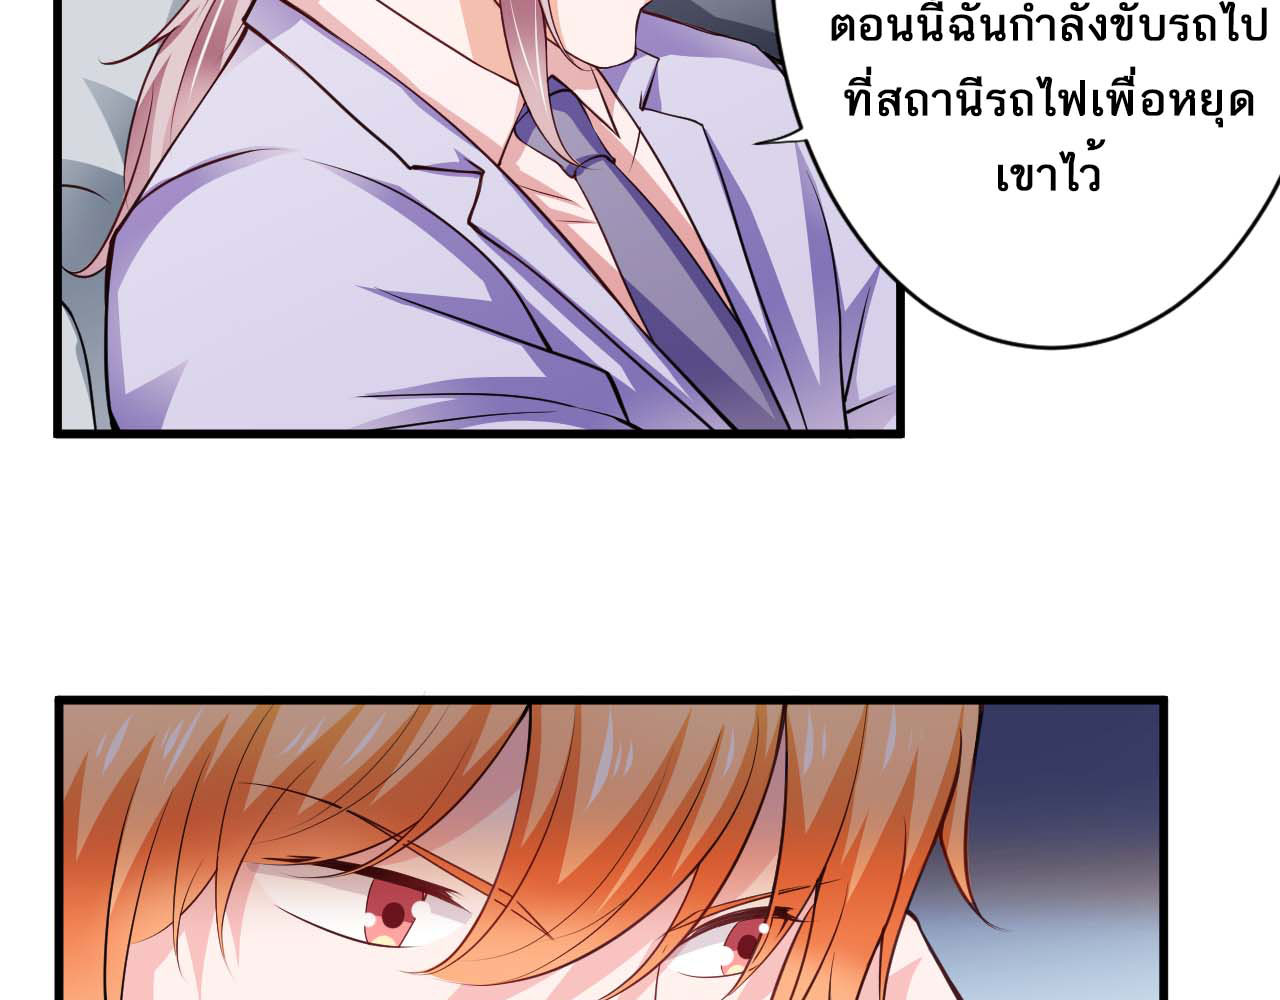 ตอนนี้ฉันกำลังขับรถไป
ที่สถานีรถไฟเพื่อหยุด
เขาไว้